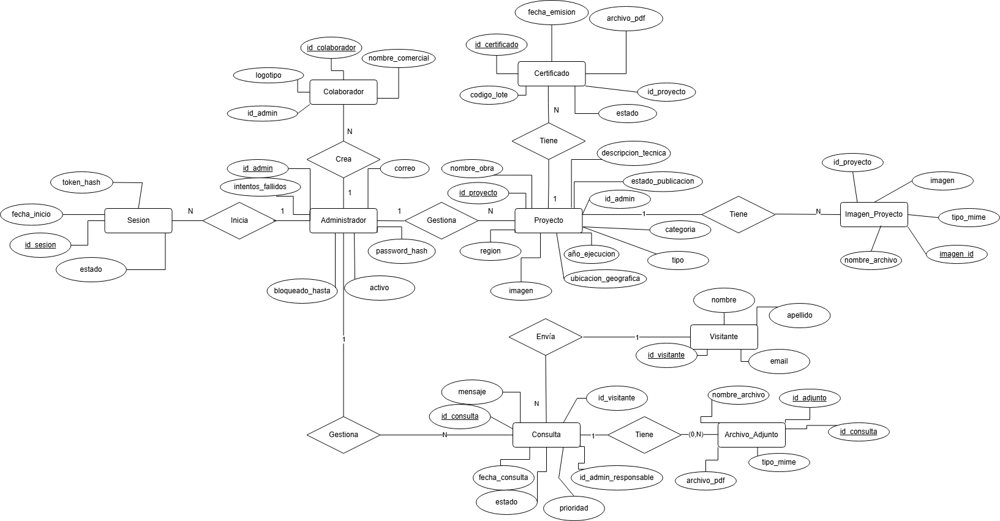 fecha_emision
archivo_pdf
id_certificado
id_colaborador
nombre_comercial
logotipo
Certificado
Colaborador
codigo_lote
id_proyecto
id_admin
estado
N
N
Tiene
Crea
descripcion_tecnica
id_admin
correo
nombre_obra
id_proyecto
token_hash
intentos_fallidos
estado_publicacion
imagen
id_proyecto
1
1
id_admin
fecha_inicio
Sesion
N
Inicia
1
Administrador
1
Gestiona
N
Proyecto
1
Tiene
N
Imagen_Proyecto
tipo_mime
categoria
id_sesion
password_hash
region
año_ejecucion
tipo
nombre_archivo
imagen_id
estado
ubicacion_geografica
bloqueado_hasta
activo
imagen
nombre
apellido
1
Envía
1
Visitante
id_visitante
email
mensaje
id_visitante
nombre_archivo
id_adjunto
N
id_consulta
Gestiona
N
Consulta
1
Tiene
(0,N)
Archivo_Adjunto
id_consulta
tipo_mime
fecha_consulta
id_admin_responsable
archivo_pdf
estado
prioridad